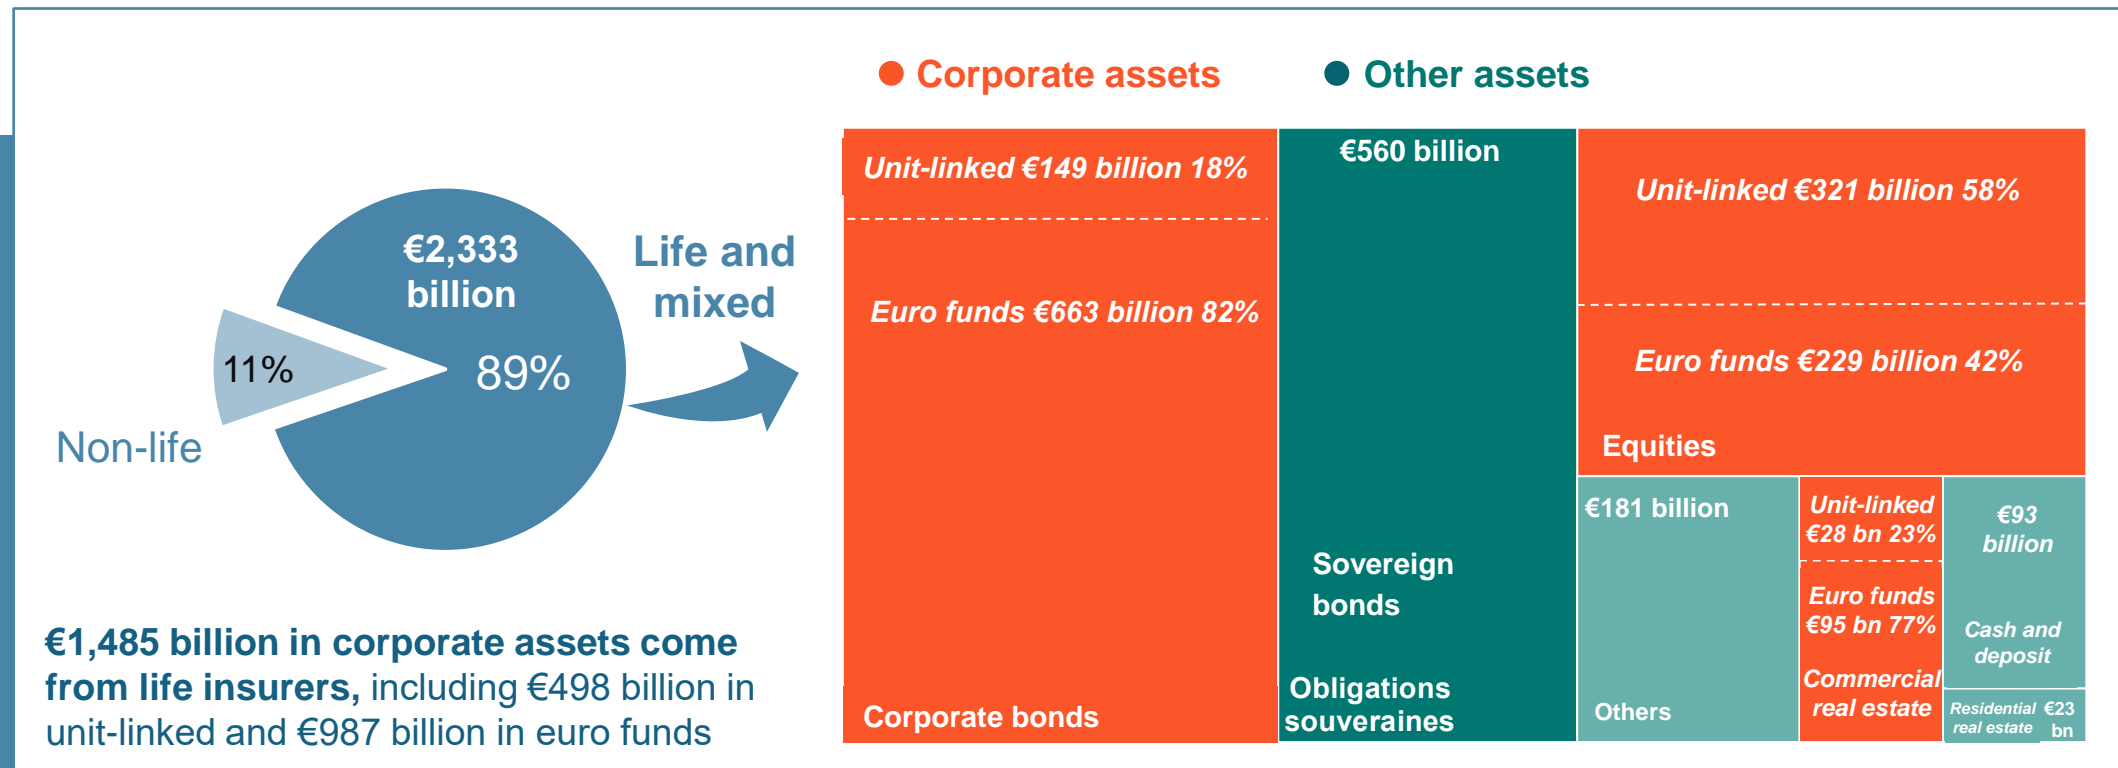 Corporate assets
Other assets
€2,333
billion
89%
11%
Non-life
Life and
mixed
€1,485 billion in corporate assets come
from life insurers, including €498 billion in
unit-linked and €987 billion in euro funds
Unit-linked €149 billion 18%
Euro funds €663 billion 82%
Corporate bonds
€560 billion
Sovereign
bonds
Obligations
souveraines
Unit-linked €321 billion 58%
Euro funds €229 billion 42%
Equities
€181 billion
Others
Unit-linked
€28 bn 23%
Euro funds
€95 bn 77%
Commercial
real estate
€93
billion
Cash and
deposit
Residential €23
real estate bn